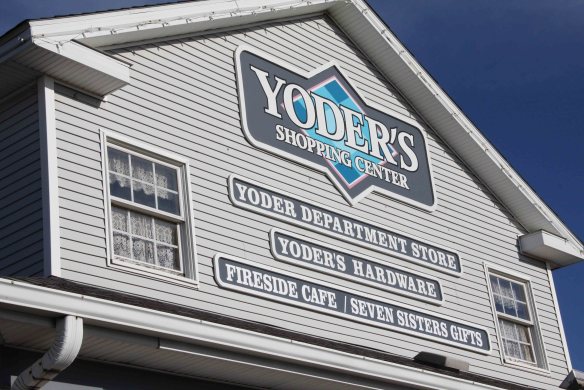 YODER'S
SHOPPING CENTER
YODER DEPARTMENT STORE
YODER'S HARDWARE
FIRESIDE CAFE / SEVEN SISTERS GIFTS